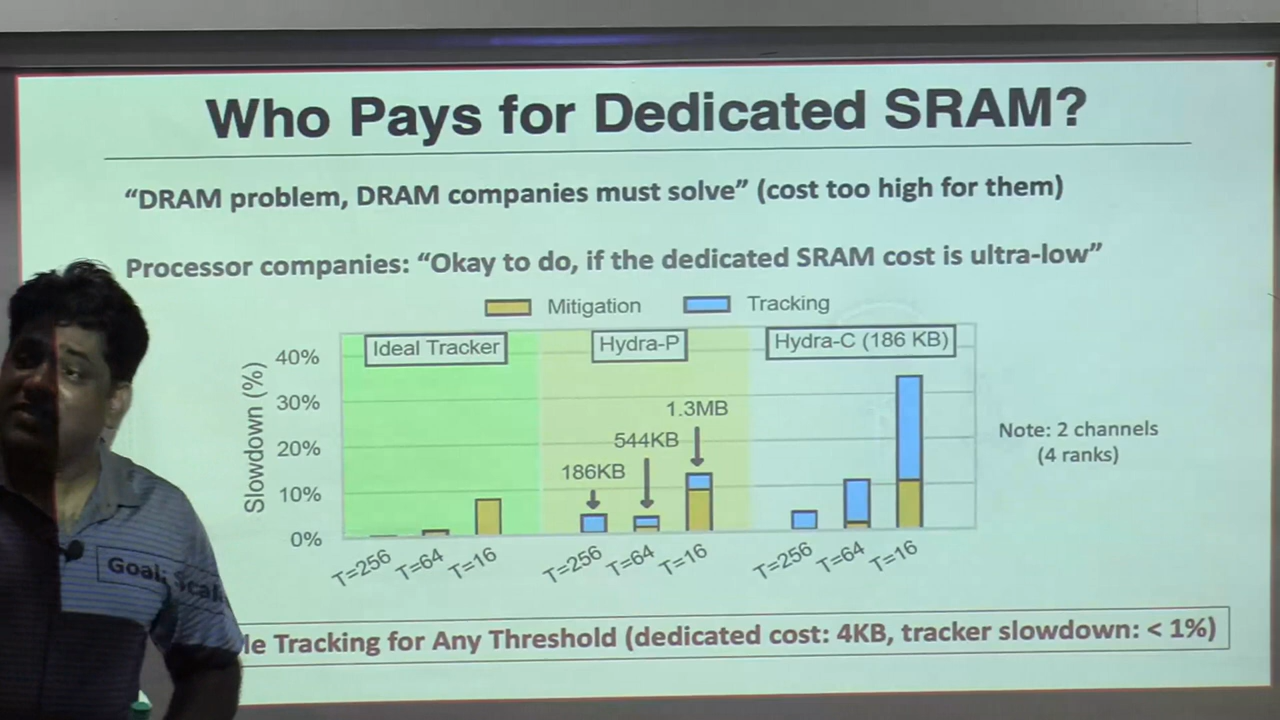 Who Pays for Dedicated SRAM?
“DRAM problem, DRAM companies must solve” (cost too high for them)
Processor companies: “Okay to do, if the dedicated SRAM cost is ultra-low”
Mitigation Tracking
Ideal Tracker Hydra-P Hydra-C (186 KB)
Slowdown (%)
40%
30%
20%
10%
0%
1.3MB
544KB
186KB
T=256 T=64 T=16 T=256 T=64 T=16 T=256 T=64 T=16
Note: 2 channels
(4 ranks)
Goal: Scalable Tracking for Any Threshold (dedicated cost: 4KB, tracker slowdown: < 1%)